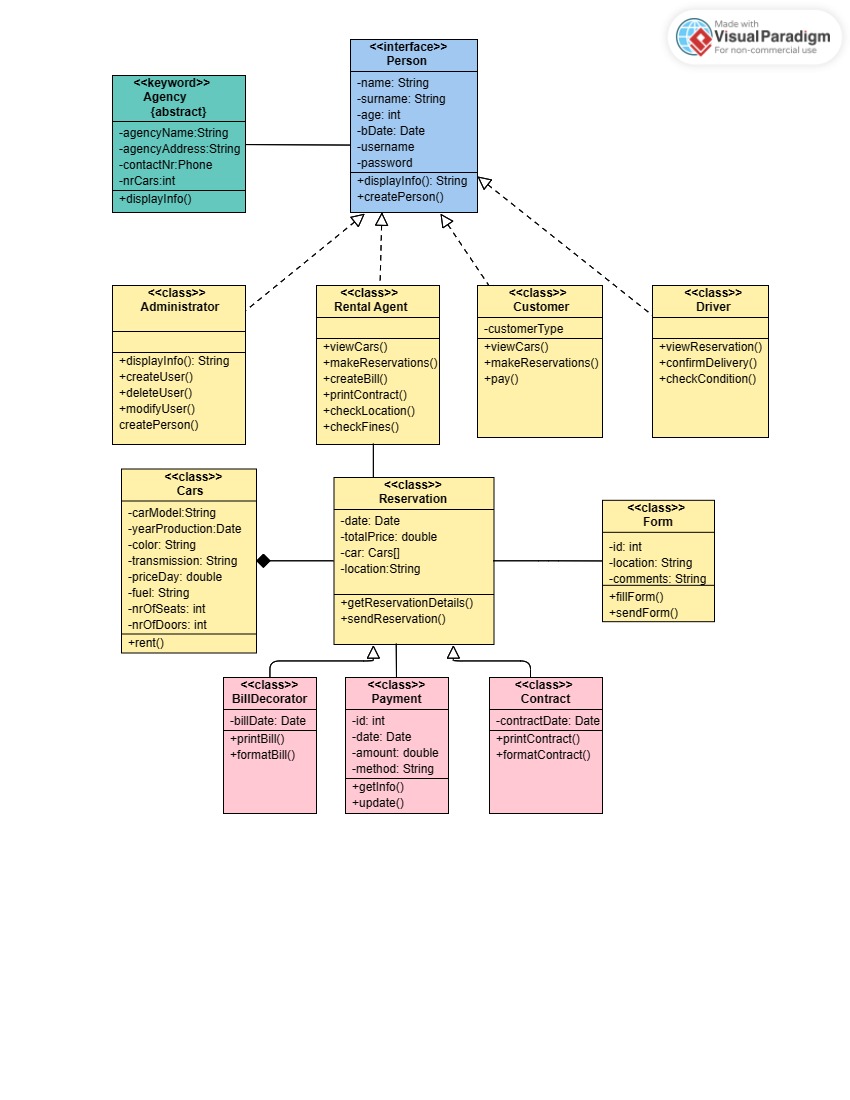 Made with
VisualParadigm
For non-commercial use
<<interface>>
Person
-name: String
-surname: String
-age: int
-bDate: Date
-username
-password
+displayInfo(): String
+createPerson()
<<keyword>>
Agency
{abstract}
-agencyName:String
-agencyAddress:String
-contactNr:Phone
-nrCars:int
+displayInfo()
<<class>>
Administrator
+displayInfo(): String
+createUser()
+deleteUser()
+modifyUser()
createPerson()
<<class>>
Rental Agent
+viewCars()
+makeReservations()
+createBill()
+printContract()
+checkLocation()
+checkFines()
<<class>>
Customer
-customerType
+viewCars()
+makeReservations()
+pay()
<<class>>
Driver
+viewReservation()
+confirmDelivery()
+checkCondition()
<<class>>
Cars
-carModel:String
-yearProduction:Date
-color: String
-transmission: String
-priceDay: double
-fuel: String
-nrOfSeats: int
-nrOfDoors: int
+rent()
<<class>>
Reservation
-date: Date
-totalPrice: double
-car: Cars[]
-location:String
+getReservationDetails()
+sendReservation()
<<class>>
Form
-id: int
-location: String
-comments: String
+fillForm()
+sendForm()
<<class>>
BillDecorator
-billDate: Date
+printBill()
+formatBill()
<<class>>
Payment
-id: int
-date: Date
-amount: double
-method: String
+getInfo()
+update()
<<class>>
Contract
-contractDate: Date
+printContract()
+formatContract()